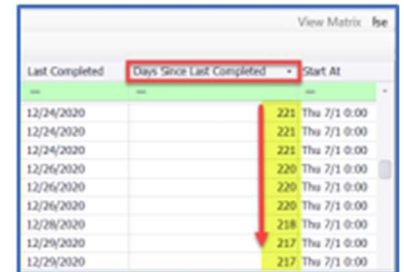 View Matrix lse
Last Completed Days Since Last Completed Start At
= = =
12/24/2020 221 Thu 7/1 0:00
12/24/2020 221 Thu 7/1 0:00
12/24/2020 221 Thu 7/1 0:00
12/26/2020 220 Thu 7/1 0:00
12/26/2020 220 Thu 7/1 0:00
12/26/2020 220 Thu 7/1 0:00
12/28/2020 218 Thu 7/1 0:00
12/29/2020 217 Thu 7/1 0:00
12/29/2020 217 Thu 7/1 0:00